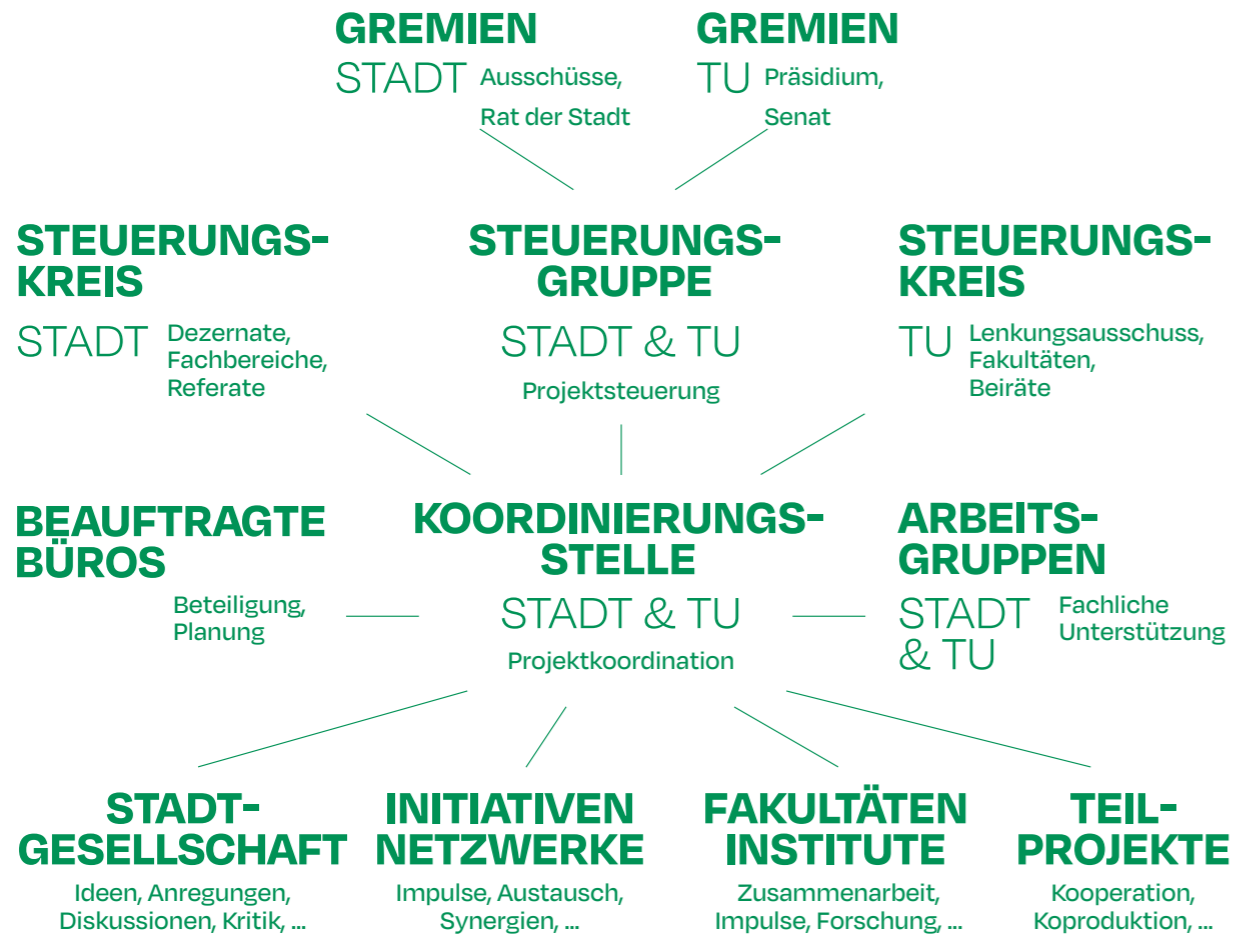 GREMIEN
STADT Ausschüsse,
Rat der Stadt
GREMIEN
TU Präsidium,
Senat
STEUERUNGS-
KREIS
STADT Dezernate,
Fachbereiche,
Referate
STEUERUNGS-
GRUPPE
STADT & TU
Projektsteuerung
STEUERUNGS-
KREIS
TU Lenkungsausschuss,
Fakultäten,
Beiräte
BEAUFTRAGTE
BÜROS
Beteiligung,
Planung
KOORDINIERUNGS-
STELLE
STADT & TU
Projektkoordination
ARBEITS-
GRUPPEN
STADT
& TU
Fachliche
Unterstützung
STADT-
GESELLSCHAFT
Ideen, Anregungen,
Diskussionen, Kritik, ...
INITIATIVEN
NETZWERKE
Impulse, Austausch,
Synergien, ...
FAKULTÄTEN
INSTITUTE
Zusammenarbeit,
Impulse, Forschung, ...
TEIL-
PROJEKTE
Kooperation,
Koproduktion, ...